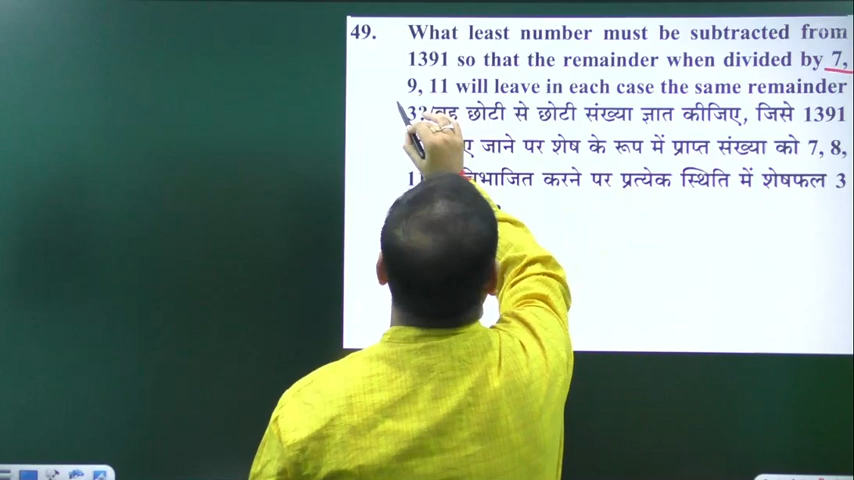 49. What least number must be subtracted from
1391 so that the remainder when divided by 7,
9, 11 will leave in each case the same remainder
वह छोटी से छोटी संख्या ज्ञात कीजिए, जिसे 1391
जाने पर शेष के रूप में प्राप्त संख्या को 7, 8,
विभाजित करने पर प्रत्येक स्थिति में शेषफल 3